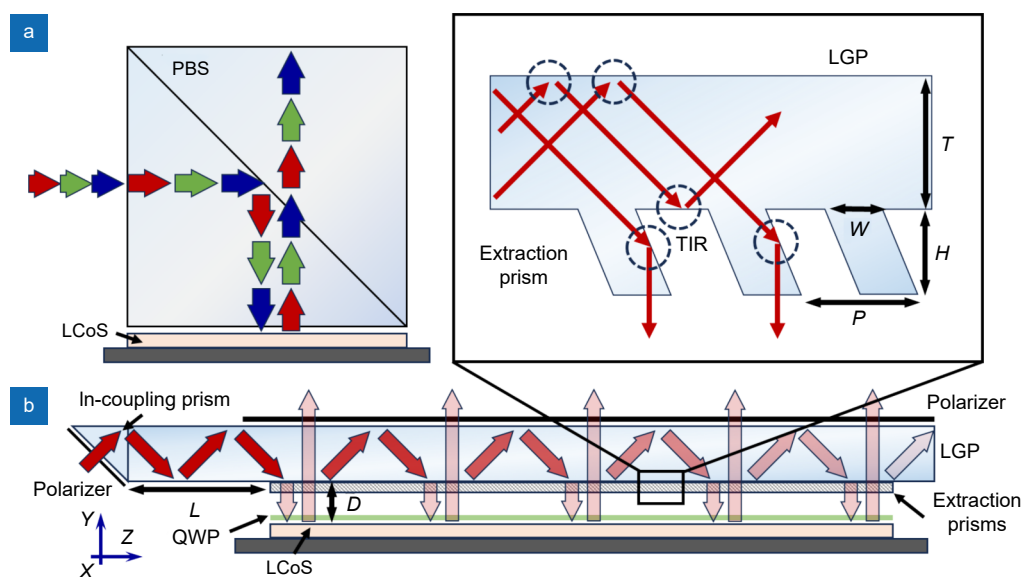 a
PBS
LCoS
LGP
T
Extraction
prism
TIR
W
H
P
b
In-coupling prism
Polarizer
LGP
Polarizer
L
D
Extraction
prisms
Y
Z
X
QWP
LCoS